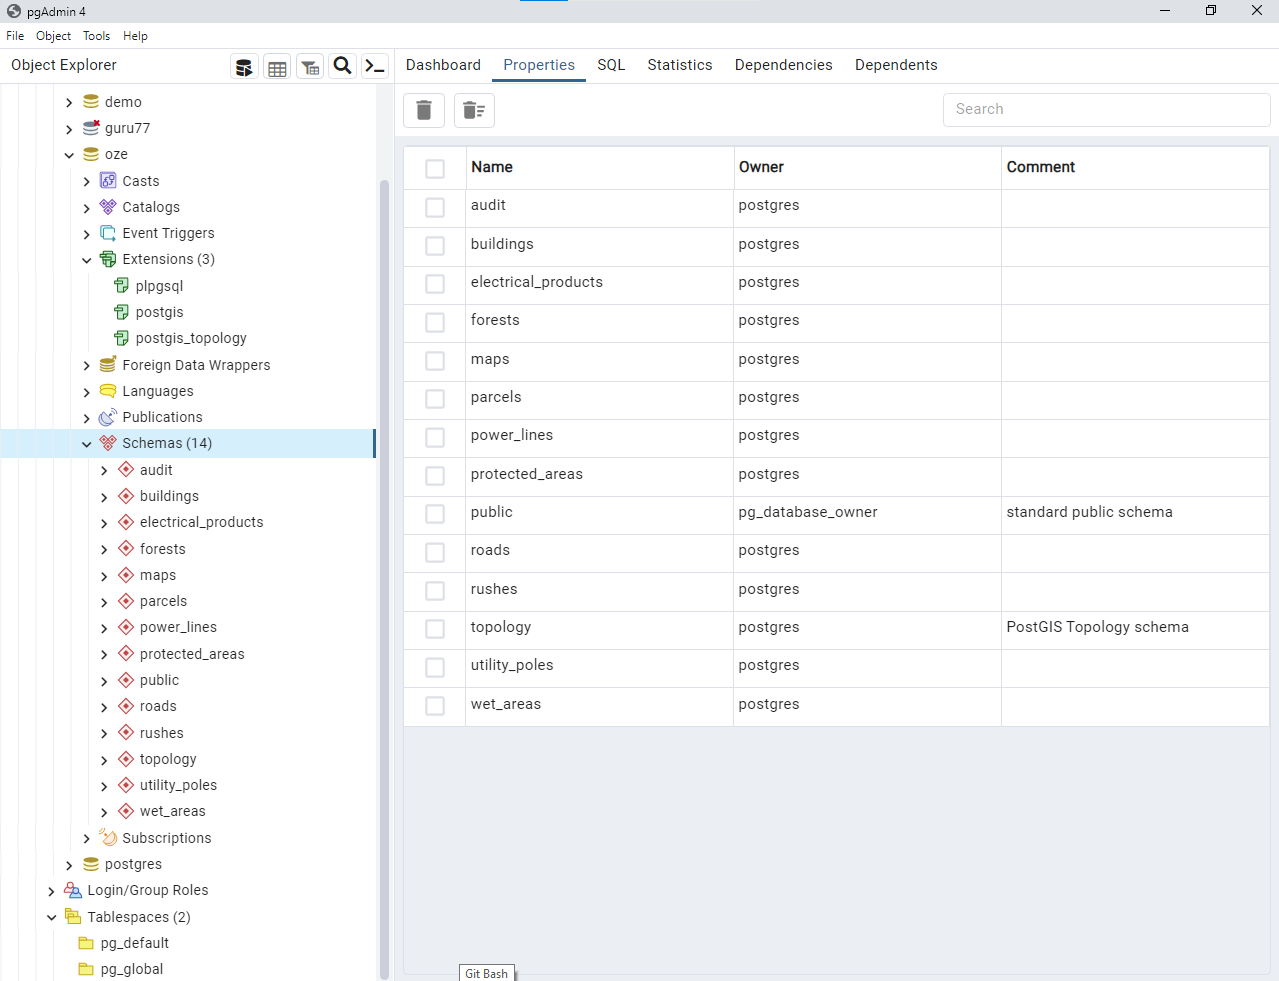 pgAdmin 4
File Object Tools Help
Object Explorer
Dashboard Properties SQL Statistics Dependencies Dependents
demo
guru77
oze
Casts
Catalogs
Event Triggers
Extensions (3)
plpgsql
postgis
postgis_topology
Foreign Data Wrappers
Languages
Publications
Schemas (14)
audit
buildings
electrical_products
forests
maps
parcels
power_lines
protected_areas
public
roads
rushes
topology
utility_poles
wet_areas
Subscriptions
postgres
Login/Group Roles
Tablespaces (2)
pg_default
pg_global
Search
Name Owner Comment
audit postgres
buildings postgres
electrical_products postgres
forests postgres
maps postgres
parcels postgres
power_lines postgres
protected_areas postgres
public pg_database_owner standard public schema
roads postgres
rushes postgres
topology postgres PostGIS Topology schema
utility_poles postgres
wet_areas postgres
Git Bash